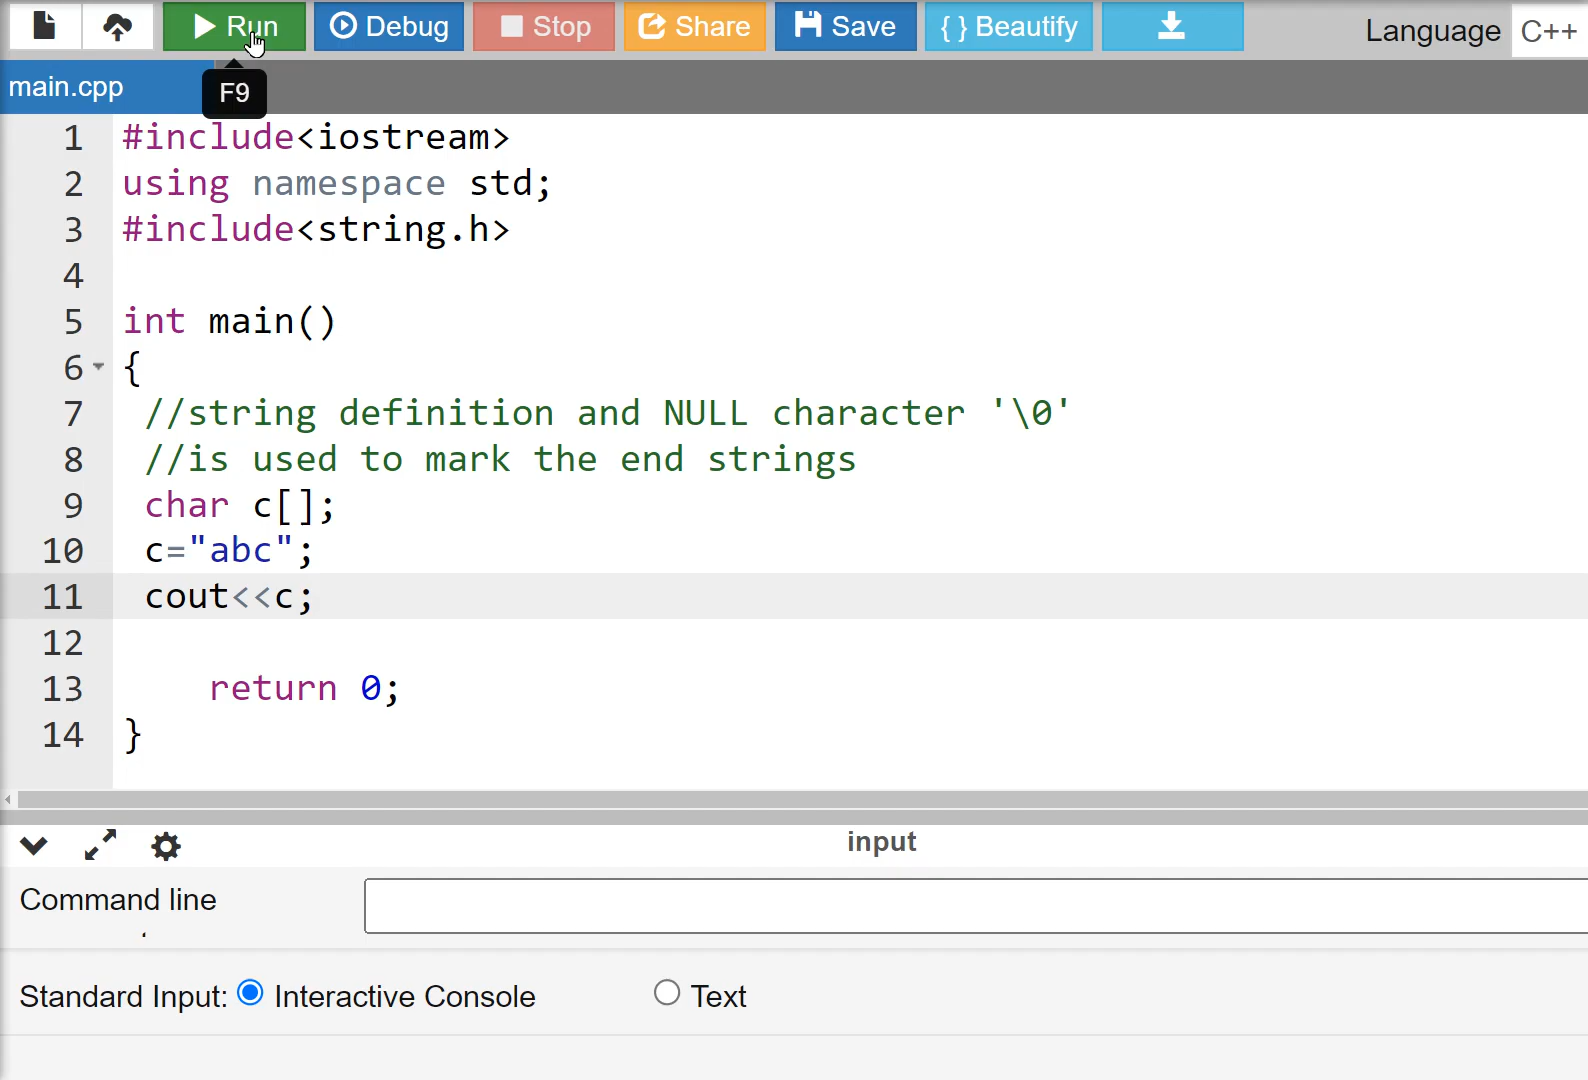 Run Debug Stop Share Save { } Beautify Language C++
main.cpp F9
1 #include<iostream>
2 using namespace std;
3 #include<string.h>
4
5 int main()
6 {
7 //string definition and NULL character '\0'
8 //is used to mark the end strings
9 char c[];
10 c="abc";
11 cout<<c;
12
13 return 0;
14 }
input
Command line
Standard Input: Interactive Console Text